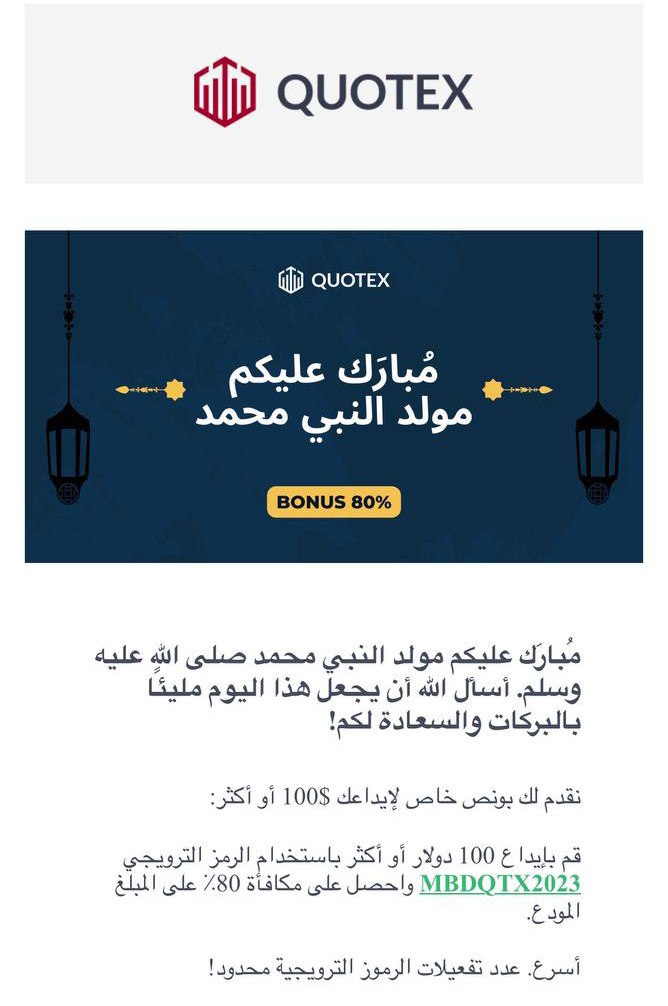 QUOTEX
QUOTEX
مُبارَك عليكم
مولد النبي محمد
BONUS 80%
مُبارَك عليكم مولد النبي محمد صلى اللهِ عليه
وسلم. أسأل الله أن يجعل هذا اليوم مليئًا
بالبركات والسعادة لكم!
نقدم لك بونص خاص لإيداعك $100 أو أكثر:
قم بإيداع 100 دولار أو أكثر باستخدام الرمز الترويجي
MBDQTX2023 واحصل على مكافأة 80٪ على المبلغ
المودع.
أسرع. عدد تفعيلات الرموز الترويجية محدود!